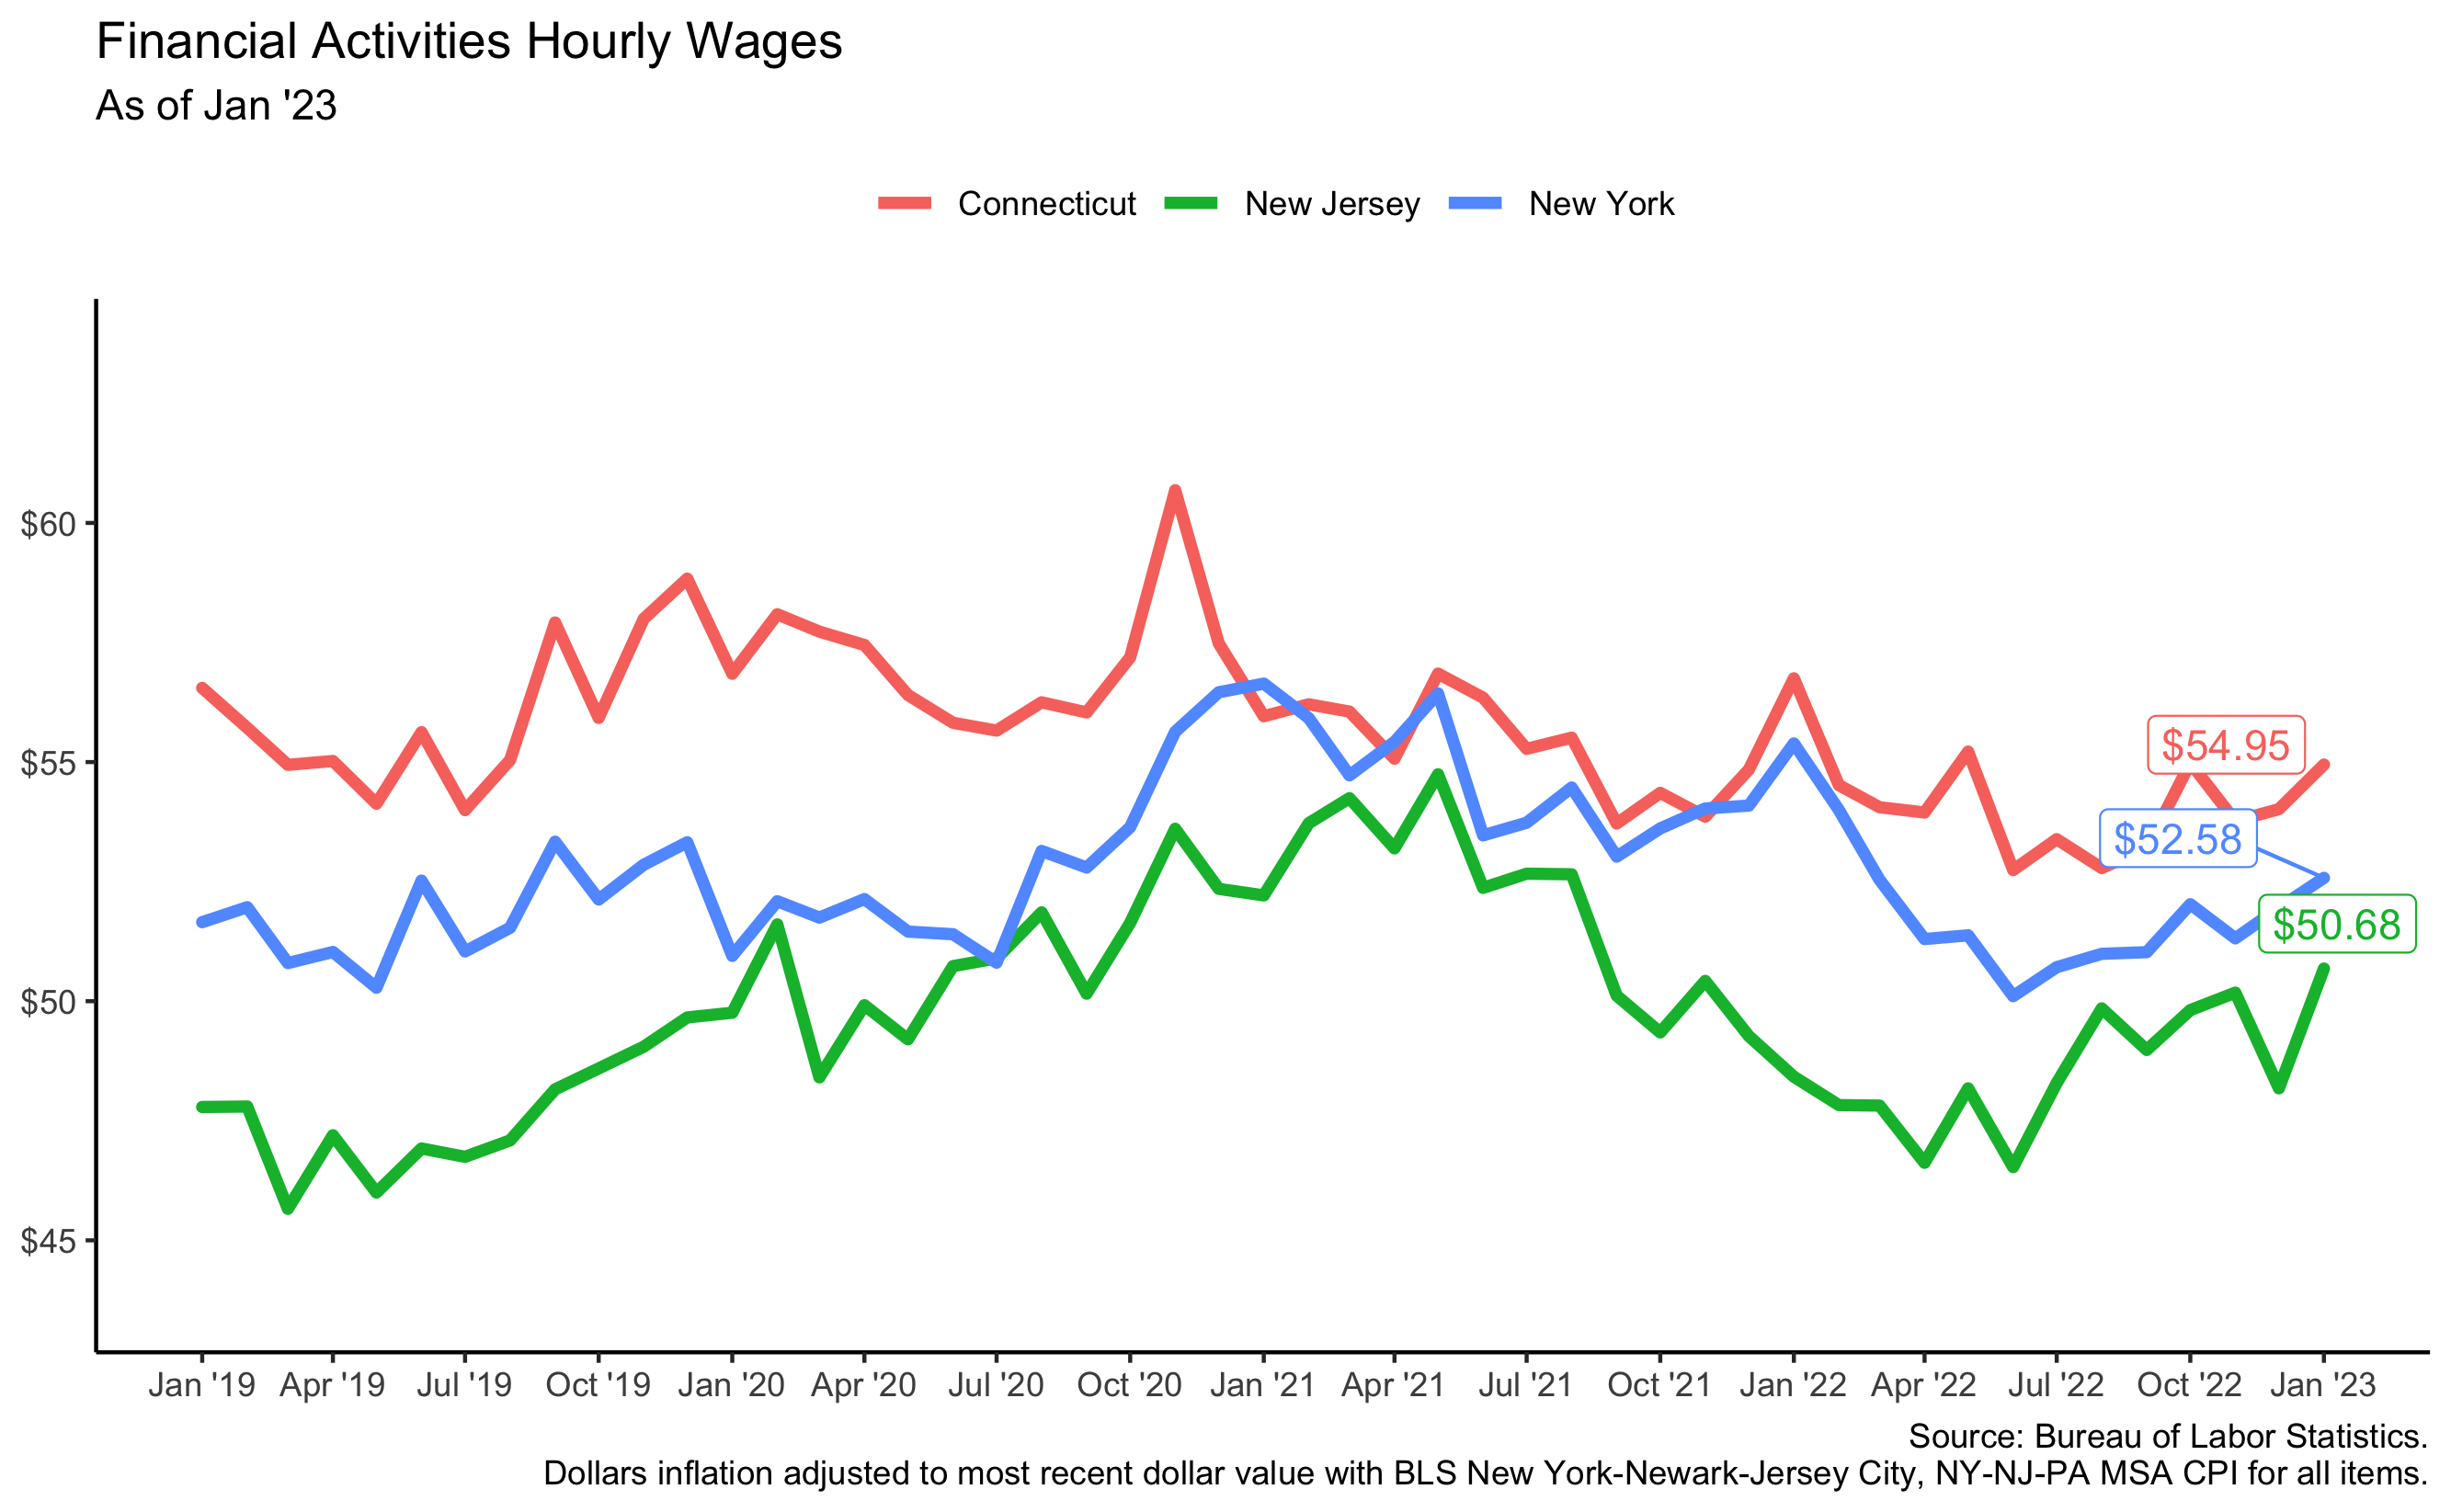 Financial Activities Hourly Wages
As of Jan '23
Connecticut New Jersey New York
$60
$55
$50
$45
$54.95
$52.58
$50.68
Jan '19 Apr '19 Jul '19 Oct '19 Jan '20 Apr '20 Jul '20 Oct '20 Jan '21 Apr '21 Jul '21 Oct '21 Jan '22 Apr '22 Jul '22 Oct '22 Jan '23
Source: Bureau of Labor Statistics.
Dollars inflation adjusted to most recent dollar value with BLS New York-Newark-Jersey City, NY-NJ-PA MSA CPI for all items.